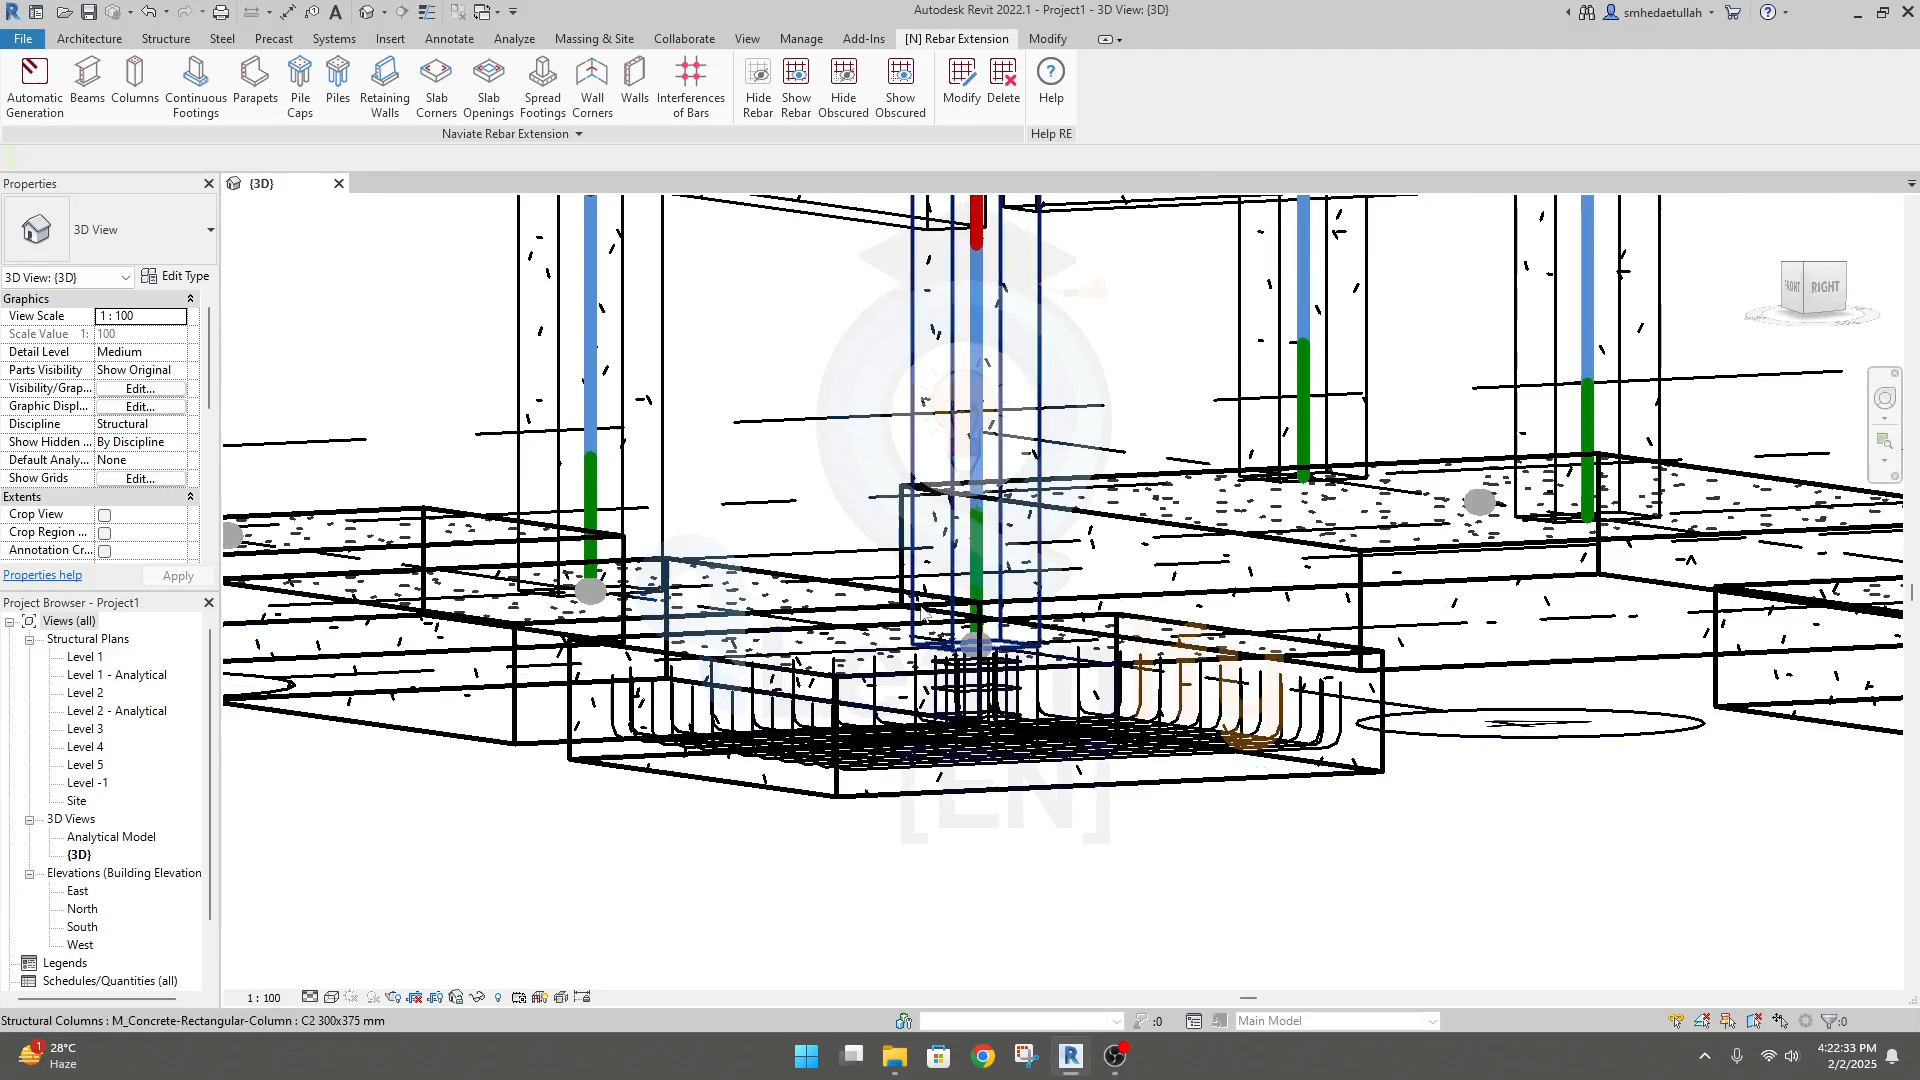 Autodesk Revit 2022.1 - Project1 - 3D View: {3D}
smhedaetullah
File Architecture Structure Steel Precast Systems Insert Annotate Analyze Massing & Site Collaborate View Manage Add-Ins [N] Rebar Extension Modify
Automatic Generation
Beams
Columns
Continuous Footings
Parapets
Pile Caps
Piles
Retaining Walls
Slab Corners
Slab Openings
Spread Footings
Wall Corners
Walls
Interferences of Bars
Hide Rebar
Show Rebar
Hide Obscured
Show Obscured
Modify
Delete
Help
Naviate Rebar Extension
Help RE
Properties
{3D}
3D View
3D View: {3D}
Edit Type
Graphics
View Scale 1 : 100
Scale Value 1: 100
Detail Level Medium
Parts Visibility Show Original
Visibility/Grap... Edit...
Graphic Displ... Edit...
Discipline Structural
Show Hidden ... By Discipline
Default Analy... None
Show Grids Edit...
Extents
Crop View
Crop Region ...
Annotation Cr...
Properties help
Apply
Project Browser - Project1
Views (all)
Structural Plans
Level 1
Level 1 - Analytical
Level 2
Level 2 - Analytical
Level 3
Level 4
Level 5
Level -1
Site
3D Views
Analytical Model
{3D}
Elevations (Building Elevation
East
North
South
West
Legends
Schedules/Quantities (all)
FRONT
RIGHT
[EN]
1 : 100
Structural Columns : M_Concrete-Rectangular-Column : C2 300x375 mm
:0
Main Model
:0
1
28°C
Haze
4:22:33 PM
2/2/2025